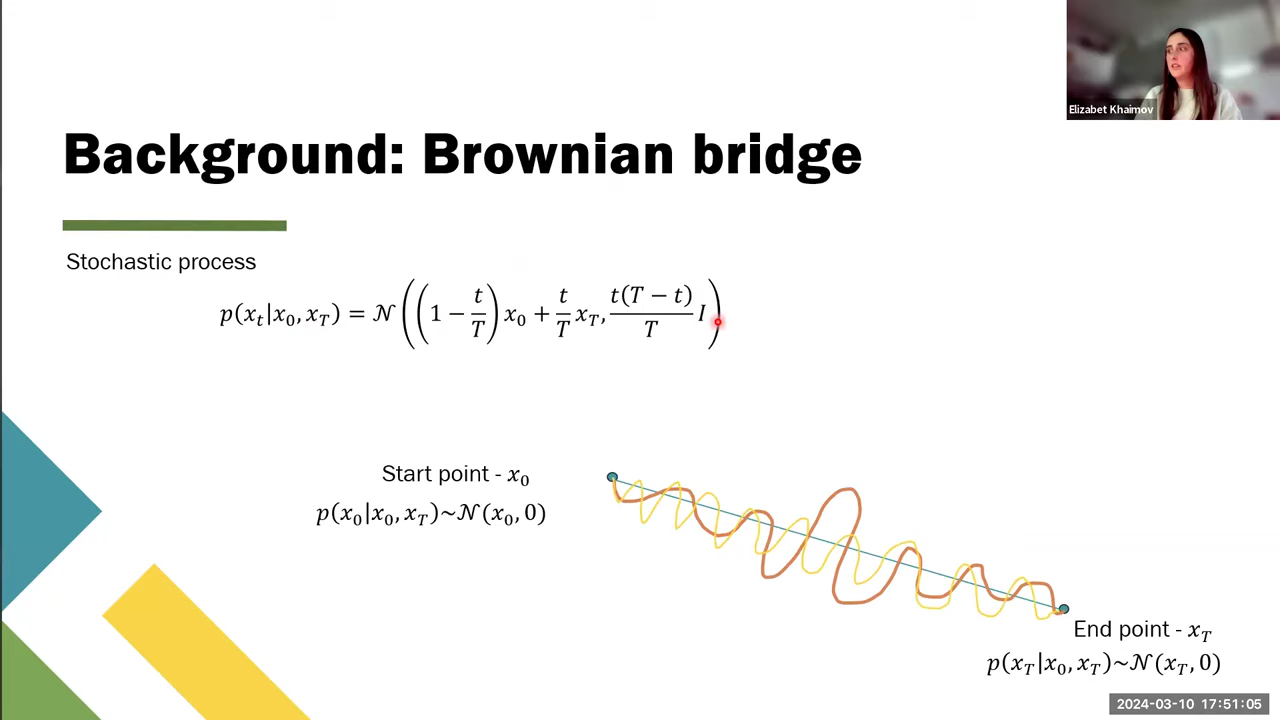 Elizabet Khaimov
Background: Brownian bridge
Stochastic process
p(x_t|x_0, x_T) = 𝒩((1 − t/T) x_0 + t/T x_T, t(T − t)/T I)
Start point - x_0
p(x_0|x_0, x_T)~𝒩(x_0, 0)
End point - x_T
p(x_T|x_0, x_T)~𝒩(x_T, 0)
2024-03-10 17:51:05